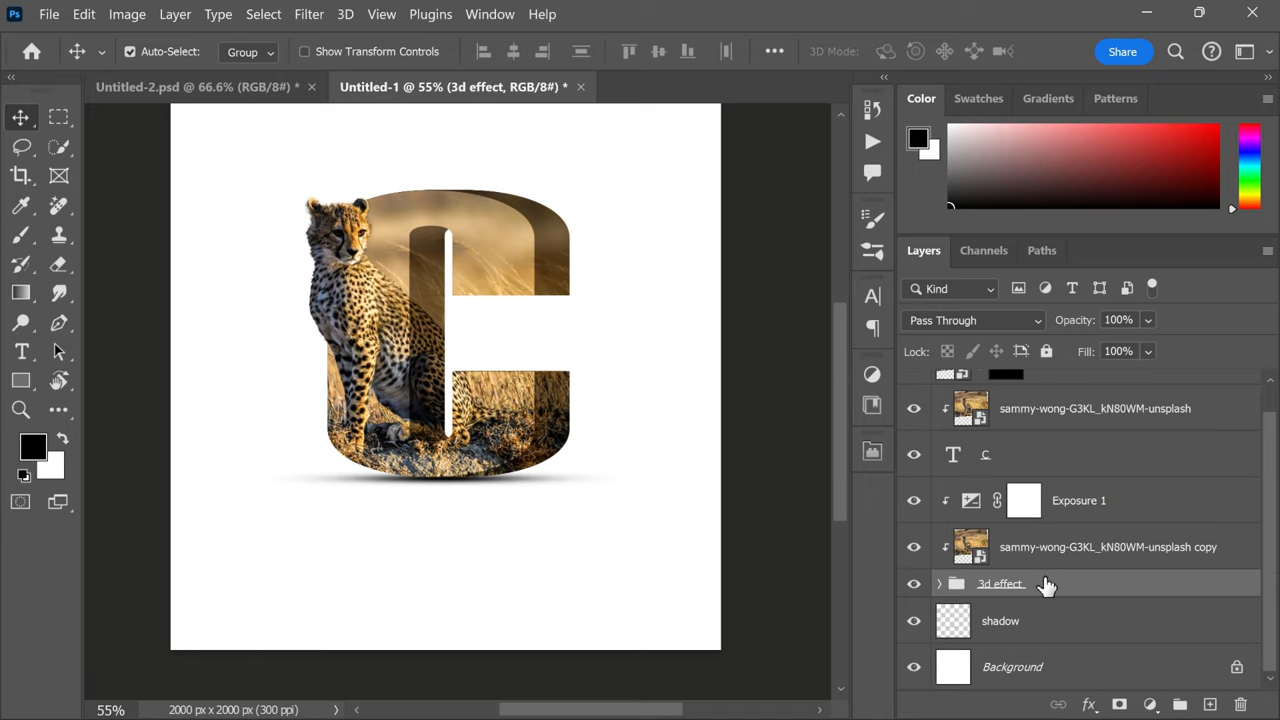 Ps File Edit Image Layer Type Select Filter 3D View Plugins Window Help
Auto-Select: Group Show Transform Controls 3D Mode: Share
Untitled-2.psd @ 66.6% (RGB/8#) * Untitled-1 @ 55% (3d effect, RGB/8#) *
Color Swatches Gradients Patterns
Layers Channels Paths
Kind
Pass Through Opacity: 100%
Lock: Fill: 100%
sammy-wong-G3KL_kN80WM-unsplash
C
Exposure 1
sammy-wong-G3KL_kN80WM-unsplash copy
3d effect
shadow
Background
55% 2000 px x 2000 px (300 ppi)